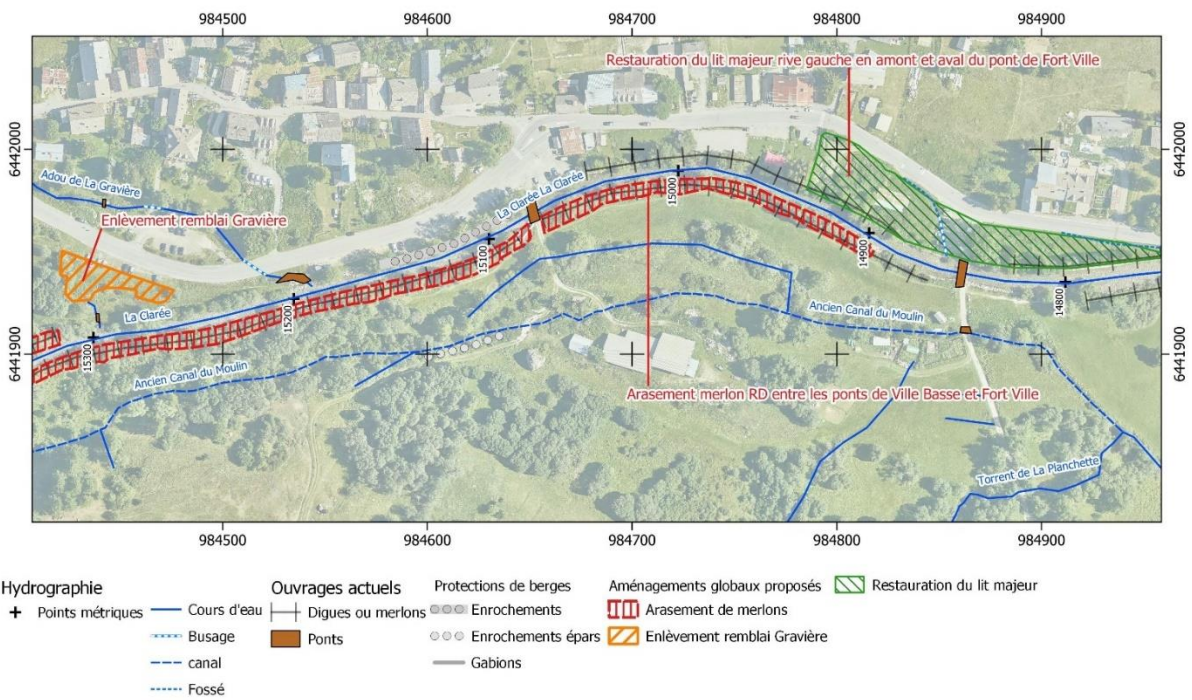 984500 984600 984700 984800 984900
Restauration du lit majeur rive gauche en amont et aval du pont de Fort Ville
6442000 6442000
Adou de La Gravière
Enlèvement remblai Gravière
La Clarée La Clarée
15000
14900
15100
14800
15200
La Clarée
15300
Ancien Canal du Moulin
6441900 6441900
Ancien Canal du Moulin
Arasement merlon RD entre les ponts de Ville Basse et Fort Ville
Torrent de La Planchette
984500 984600 984700 984800 984900
Hydrographie
Points métriques
Cours d'eau
Busage
canal
Fossé
Ouvrages actuels
Digues ou merlons
Ponts
Protections de berges
Enrochements
Enrochements épars
Gabions
Aménagements globaux proposés
Arasement de merlons
Enlèvement remblai Gravière
Restauration du lit majeur